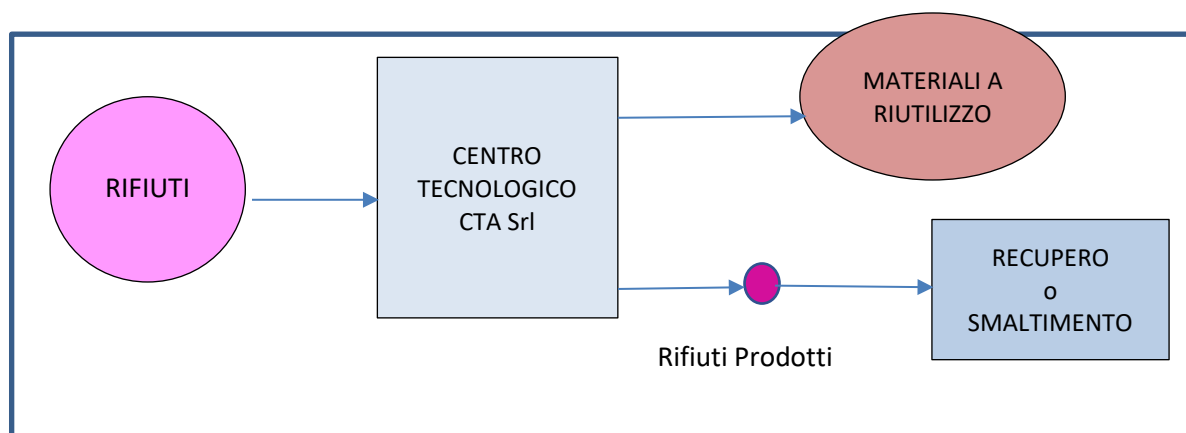 RIFIUTI
CENTRO
TECNOLOGICO
CTA Srl
MATERIALI A
RIUTILIZZO
Rifiuti Prodotti
RECUPERO
o
SMALTIMENTO